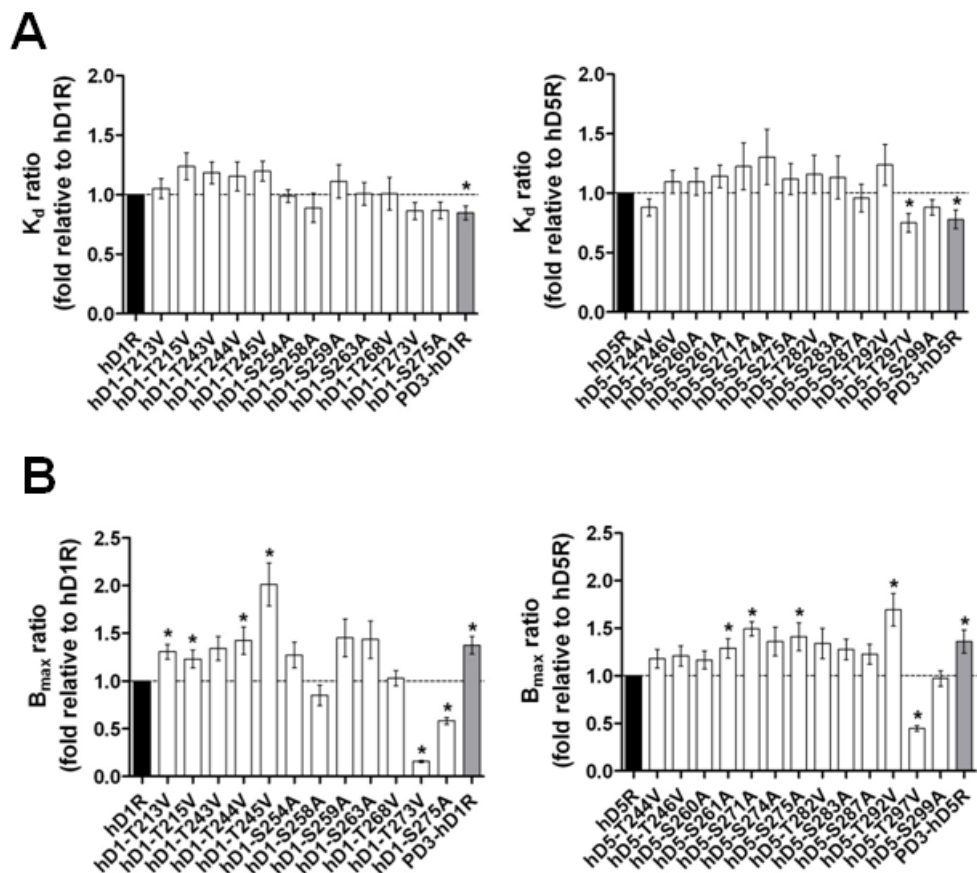 A
K_d ratio
(fold relative to hD1R)
2.0
1.5
1.0
0.5
0.0
*
hD1R
hD1-T213V
hD1-T215V
hD1-T243V
hD1-T244V
hD1-T245V
hD1-S254A
hD1-S258A
hD1-S259A
hD1-S263A
hD1-S268V
hD1-T273V
hD1-S275A
PD3-hD1R
K_d ratio
(fold relative to hD5R)
2.0
1.5
1.0
0.5
0.0
* *
hD5R
hD5-T244V
hD5-T246V
hD5-S260A
hD5-S261A
hD5-S271A
hD5-S274A
hD5-S275A
hD5-T282V
hD5-S283A
hD5-S287A
hD5-T292V
hD5-T297V
hD5-S299A
PD3-hD5R
B
B_max ratio
(fold relative to hD1R)
2.5
2.0
1.5
1.0
0.5
0.0
* * * * * * *
hD1R
hD1-T213V
hD1-T215V
hD1-T243V
hD1-T244V
hD1-T245V
hD1-S254A
hD1-S258A
hD1-S259A
hD1-S263A
hD1-T268V
hD1-T273V
hD1-S275A
PD3-hD1R
B_max ratio
(fold relative to hD5R)
2.5
2.0
1.5
1.0
0.5
0.0
* * * * * *
hD5R
hD5-T244V
hD5-T246V
hD5-S260A
hD5-S261A
hD5-S271A
hD5-S274A
hD5-S275A
hD5-T282V
hD5-S283A
hD5-S287A
hD5-T292V
hD5-T297V
hD5-S299A
PD3-hD5R